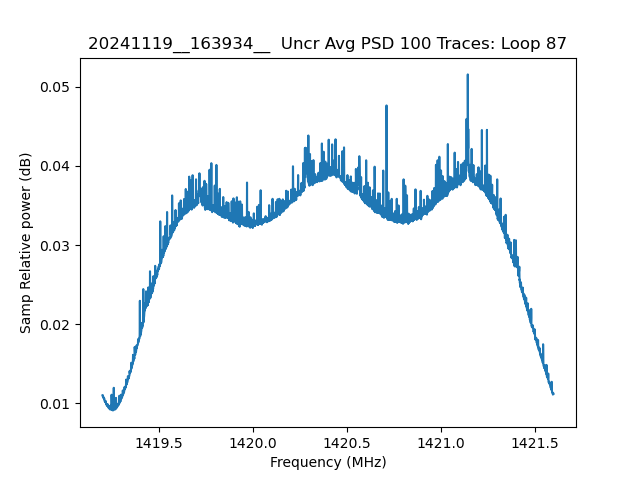 20241119__163934__  Uncr Avg PSD 100 Traces: Loop 87
Samp Relative power (dB)
0.05
0.04
0.03
0.02
0.01
1419.5 1420.0 1420.5 1421.0 1421.5
Frequency (MHz)